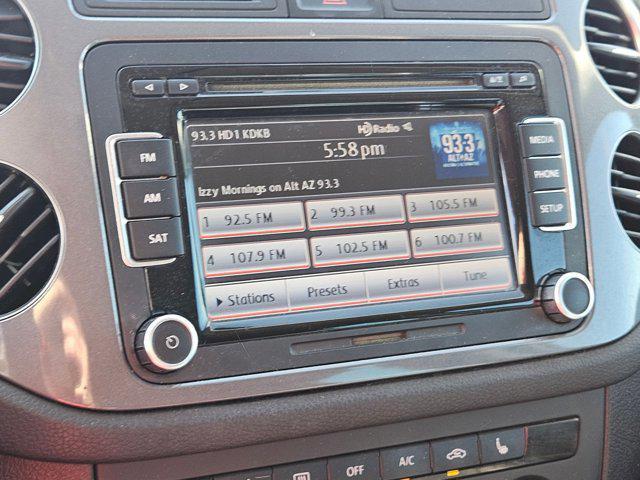 93.3 HD1 KDKB
HD Radio
5:58 pm
93.3
ALT AZ
Izzy Mornings on Alt AZ 93.3
1 92.5 FM
2 99.3 FM
3 105.5 FM
4 107.9 FM
5 102.5 FM
6 100.7 FM
Stations
Presets
Extras
Tune
FM
AM
SAT
MEDIA
PHONE
SETUP
OFF
A/C